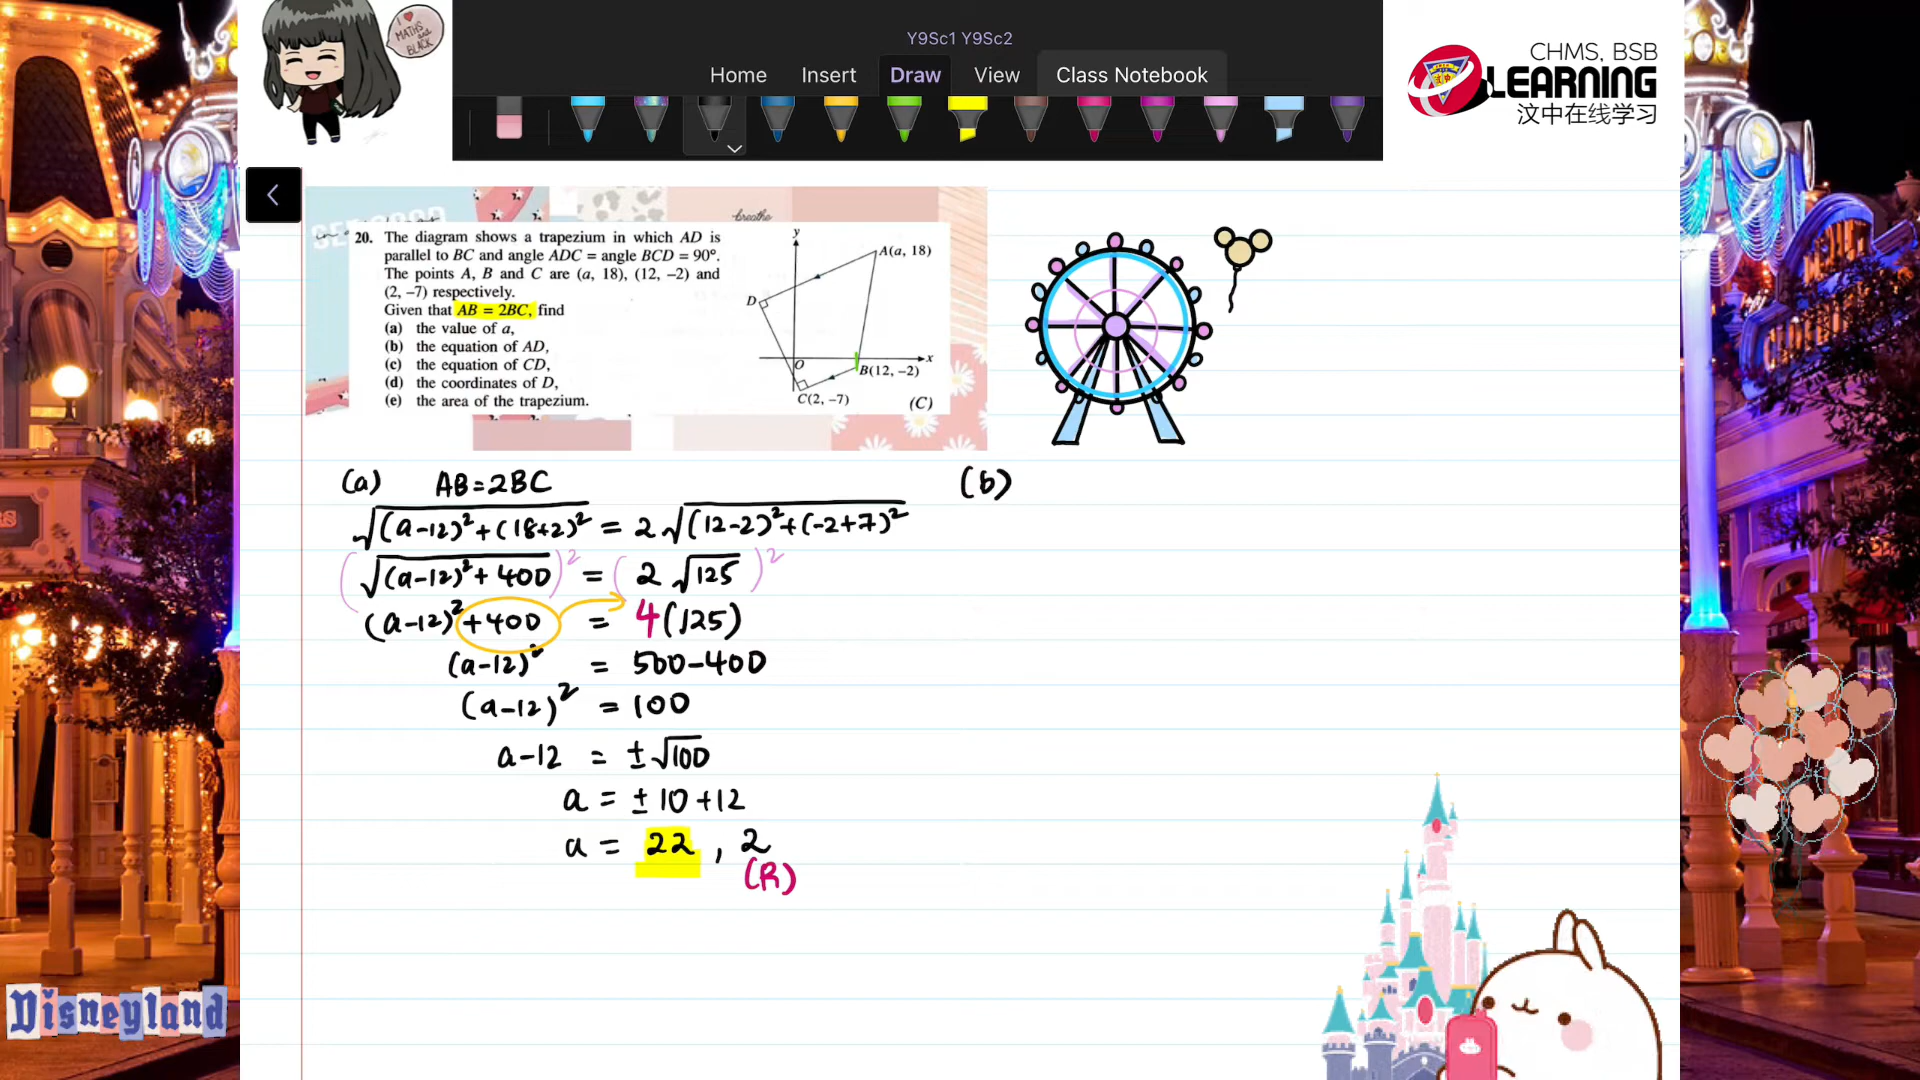 I ♥ MATHS and BLACK
Y9Sc1 Y9Sc2
Home Insert Draw View Class Notebook
CHMS, BSB
LEARNING
汶中在线学习
breathe
20. The diagram shows a trapezium in which AD is
parallel to BC and angle ADC = angle BCD = 90°.
The points A, B and C are (a, 18), (12, –2) and
(2, –7) respectively.
Given that AB = 2BC, find
(a) the value of a,
(b) the equation of AD,
(c) the equation of CD,
(d) the coordinates of D,
(e) the area of the trapezium.
y
A(a, 18)
D
O
x
B(12, –2)
C(2, –7)
(C)
(a) AB=2BC
√(a-12)²+(18+2)² = 2√(12-2)²+(-2+7)²
(√(a-12)²+400)² = (2√125)²
(a-12)²+400 = 4(125)
(a-12)² = 500-400
(a-12)² = 100
a-12 = ±√100
a = ±10+12
a = 22, 2
(R)
(b)
Disneyland